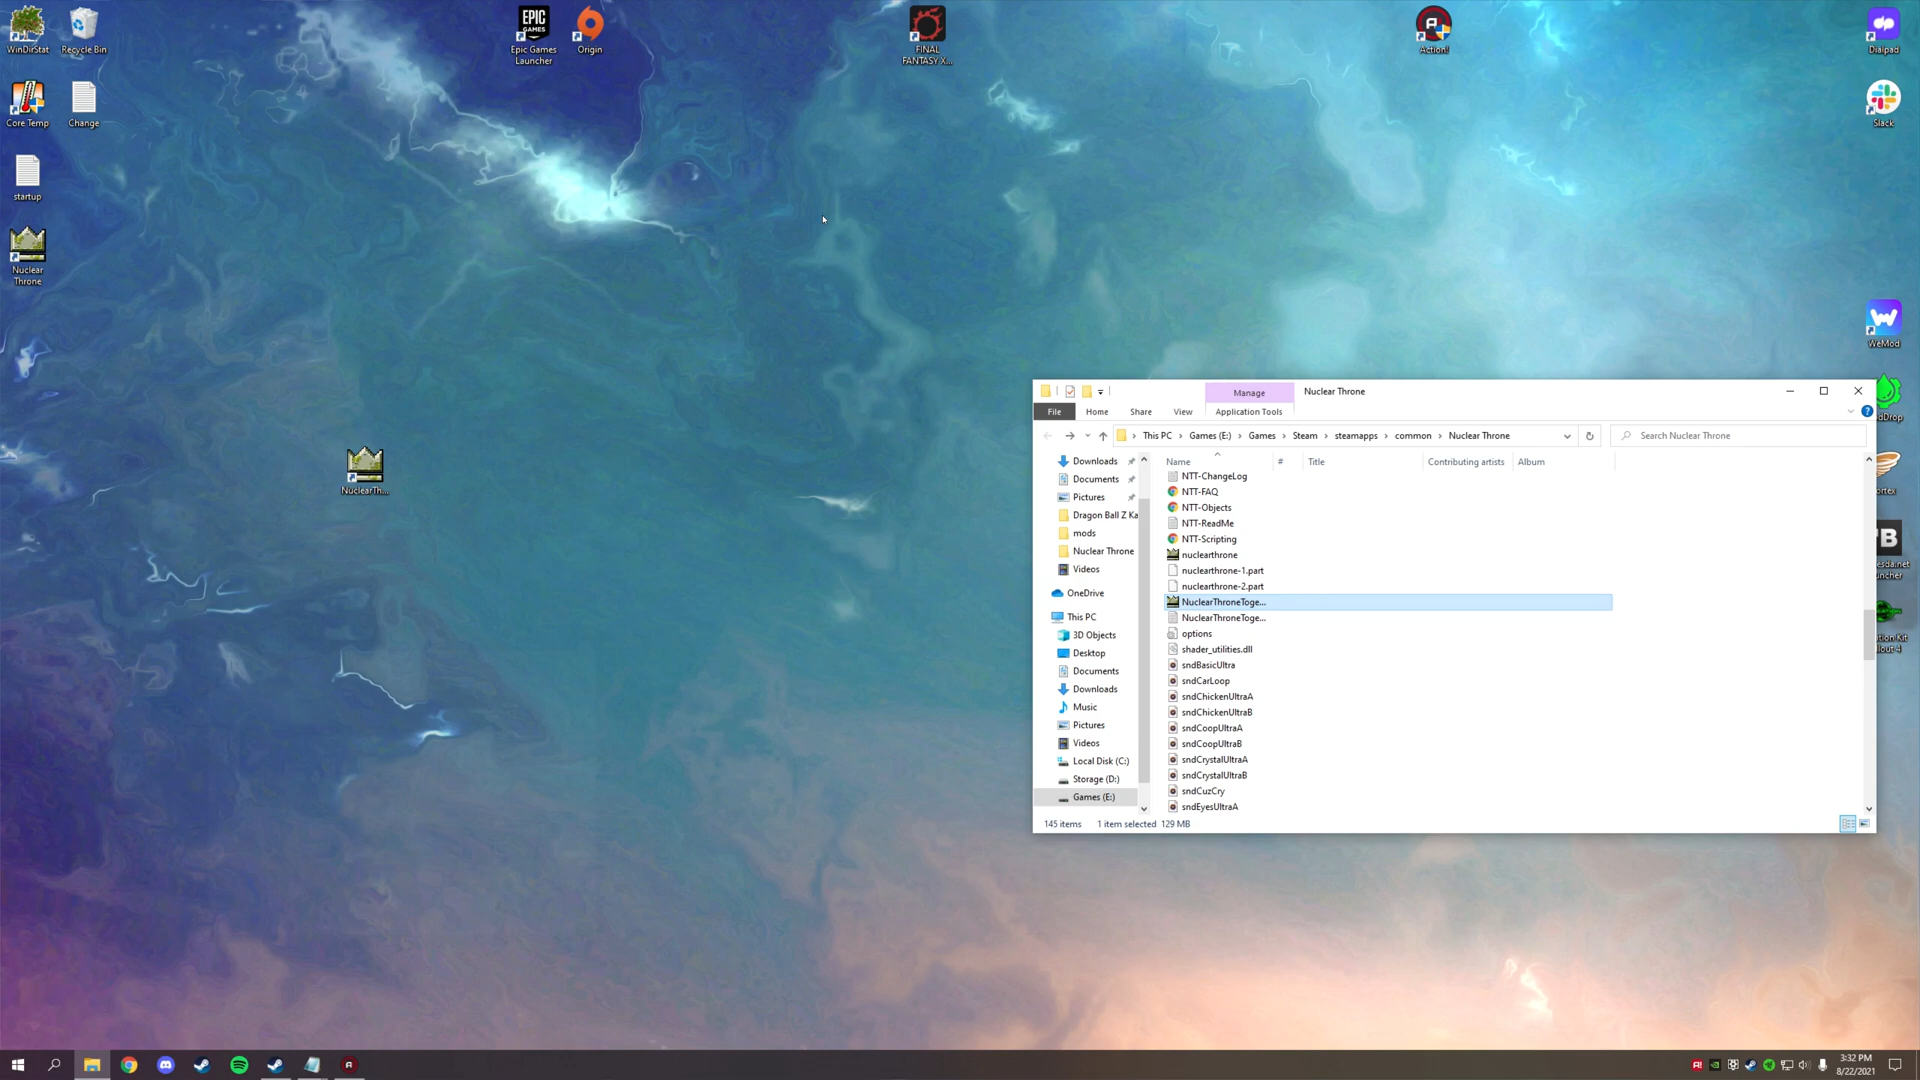 WinDirStat
Recycle Bin
Core Temp
Change
startup
Nuclear
Throne
EPIC
GAMES
Epic Games
Launcher
Origin
FINAL
FANTASY X...
Action!
Dialpad
Slack
WeMod
NuclearTh...
Manage
Nuclear Throne
File
Home
Share
View
Application Tools
This PC
Games (E:)
Games
Steam
steamapps
common
Nuclear Throne
Search Nuclear Throne
Name
#
Title
Contributing artists
Album
Downloads
Documents
Pictures
Dragon Ball Z Ka
mods
Nuclear Throne
Videos
OneDrive
This PC
3D Objects
Desktop
Documents
Downloads
Music
Pictures
Videos
Local Disk (C:)
Storage (D:)
Games (E:)
NTT-ChangeLog
NTT-FAQ
NTT-Objects
NTT-ReadMe
NTT-Scripting
nuclearthrone
nuclearthrone-1.part
nuclearthrone-2.part
NuclearThroneToge...
NuclearThroneToge...
options
shader_utilities.dll
sndBasicUltra
sndCarLoop
sndChickenUltraA
sndChickenUltraB
sndCoopUltraA
sndCoopUltraB
sndCrystalUltraA
sndCrystalUltraB
sndCuzCry
sndEyesUltraA
145 items
1 item selected
129 MB
3:32 PM
8/22/2021